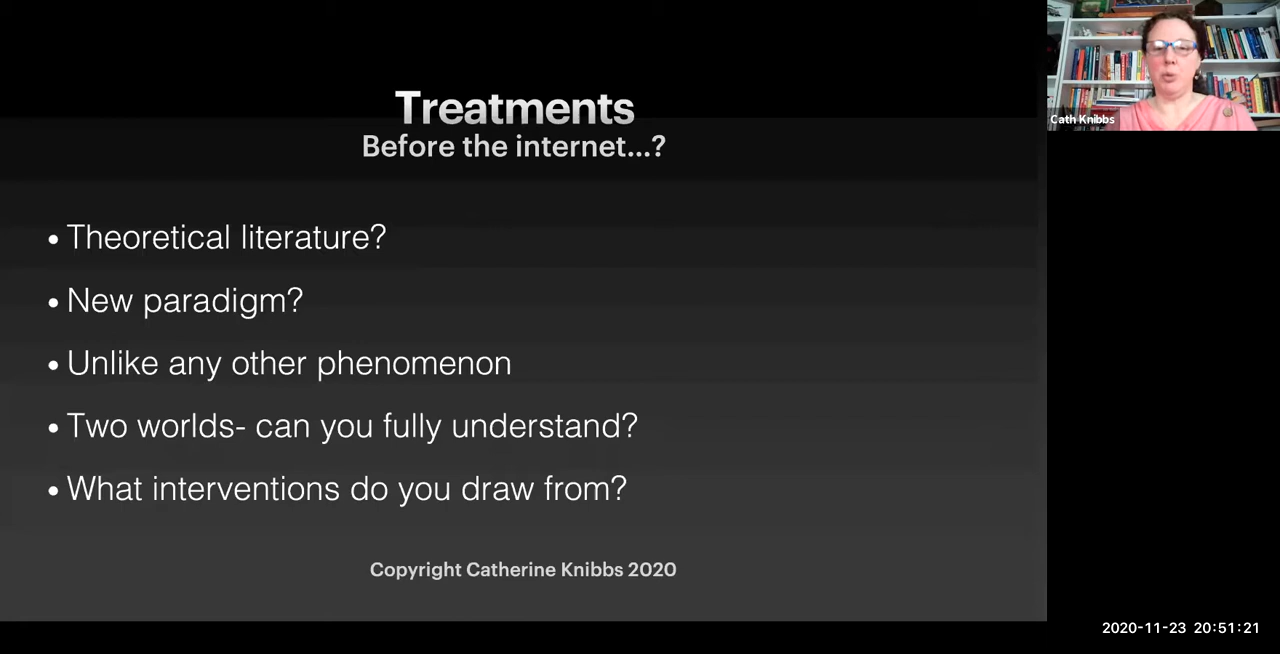 Treatments
Before the internet...?
• Theoretical literature?
• New paradigm?
• Unlike any other phenomenon
• Two worlds- can you fully understand?
• What interventions do you draw from?
Copyright Catherine Knibbs 2020
Cath Knibbs
2020-11-23 20:51:21